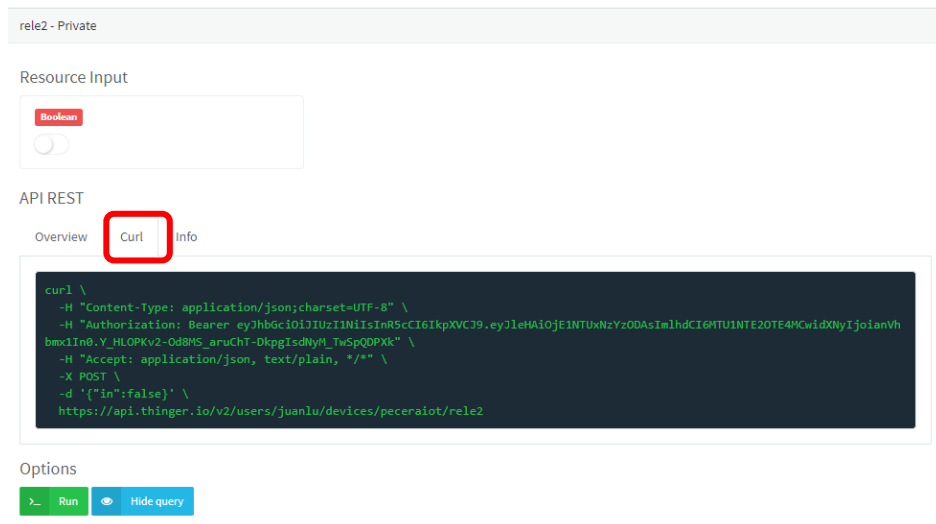 rele2 - Private
Resource Input
Boolean
API REST
Overview Curl Info
curl \
-H "Content-Type: application/json;charset=UTF-8" \
-H "Authorization: Bearer eyJhbGciOiJIUzI1NiIsInR5cCI6IkpXVCJ9.eyJleHAiOjE1NTUxNzYzODAsImlhdCI6MTU1NTE2OTE4MCwidXNyIjoianVh
bmx1In0.Y_HLOPKv2-Od8MS_aruChT-DkpgIsdNyM_TwSpQDPXk" \
-H "Accept: application/json, text/plain, */*" \
-X POST \
-d '{"in":false}' \
https://api.thinger.io/v2/users/juanlu/devices/peceraiot/rele2
Options
>_ Run Hide query